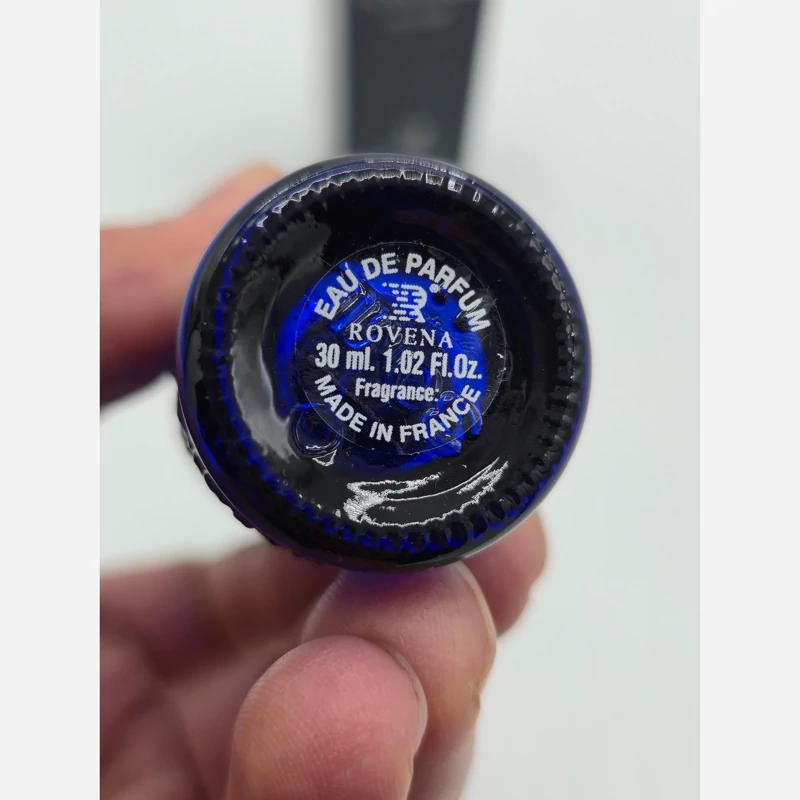 EAU DE PARFUM
R®
ROVENA
30 ml. 1.02 Fl.Oz.
Fragrance:
MADE IN FRANCE